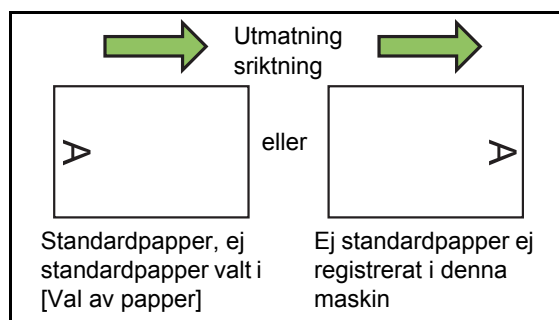 Utmatning
sriktning
A
eller
A
Standardpapper, ej
standardpapper valt i
[Val av papper]
Ej standardpapper ej
registrerat i denna
maskin